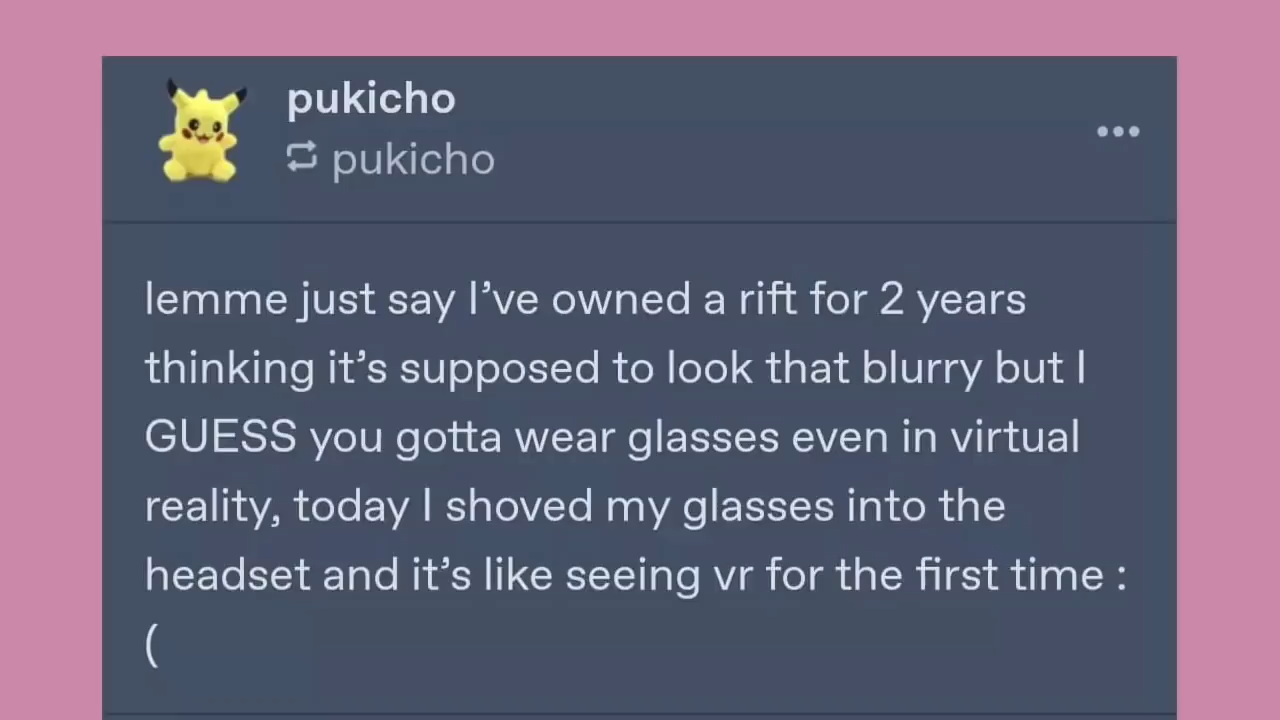 pukicho
pukicho
lemme just say I’ve owned a rift for 2 years
thinking it’s supposed to look that blurry but I
GUESS you gotta wear glasses even in virtual
reality, today I shoved my glasses into the
headset and it’s like seeing vr for the first time :
(